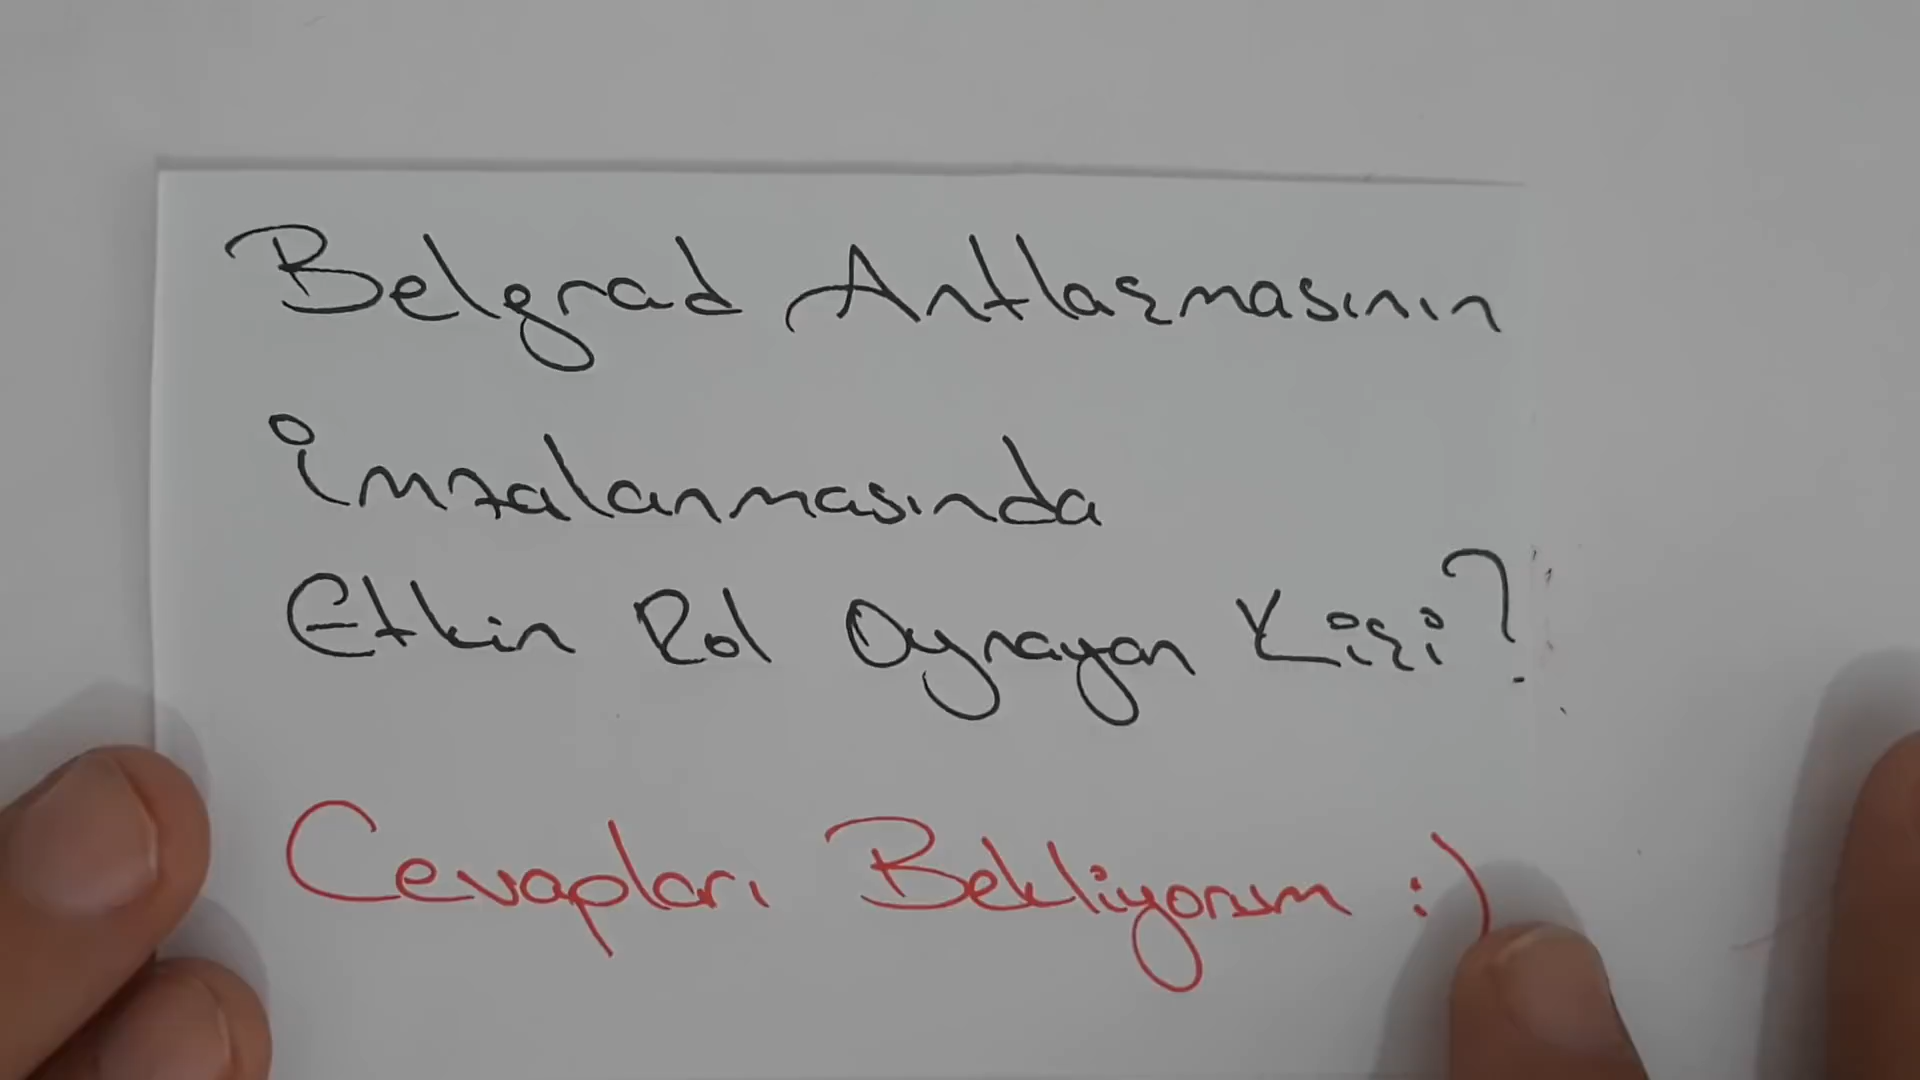 Belgrad Antlaşmasının
İmzalanmasında
Etkin Rol Oynayan Kişi?
Cevapları Bekliyorum :)